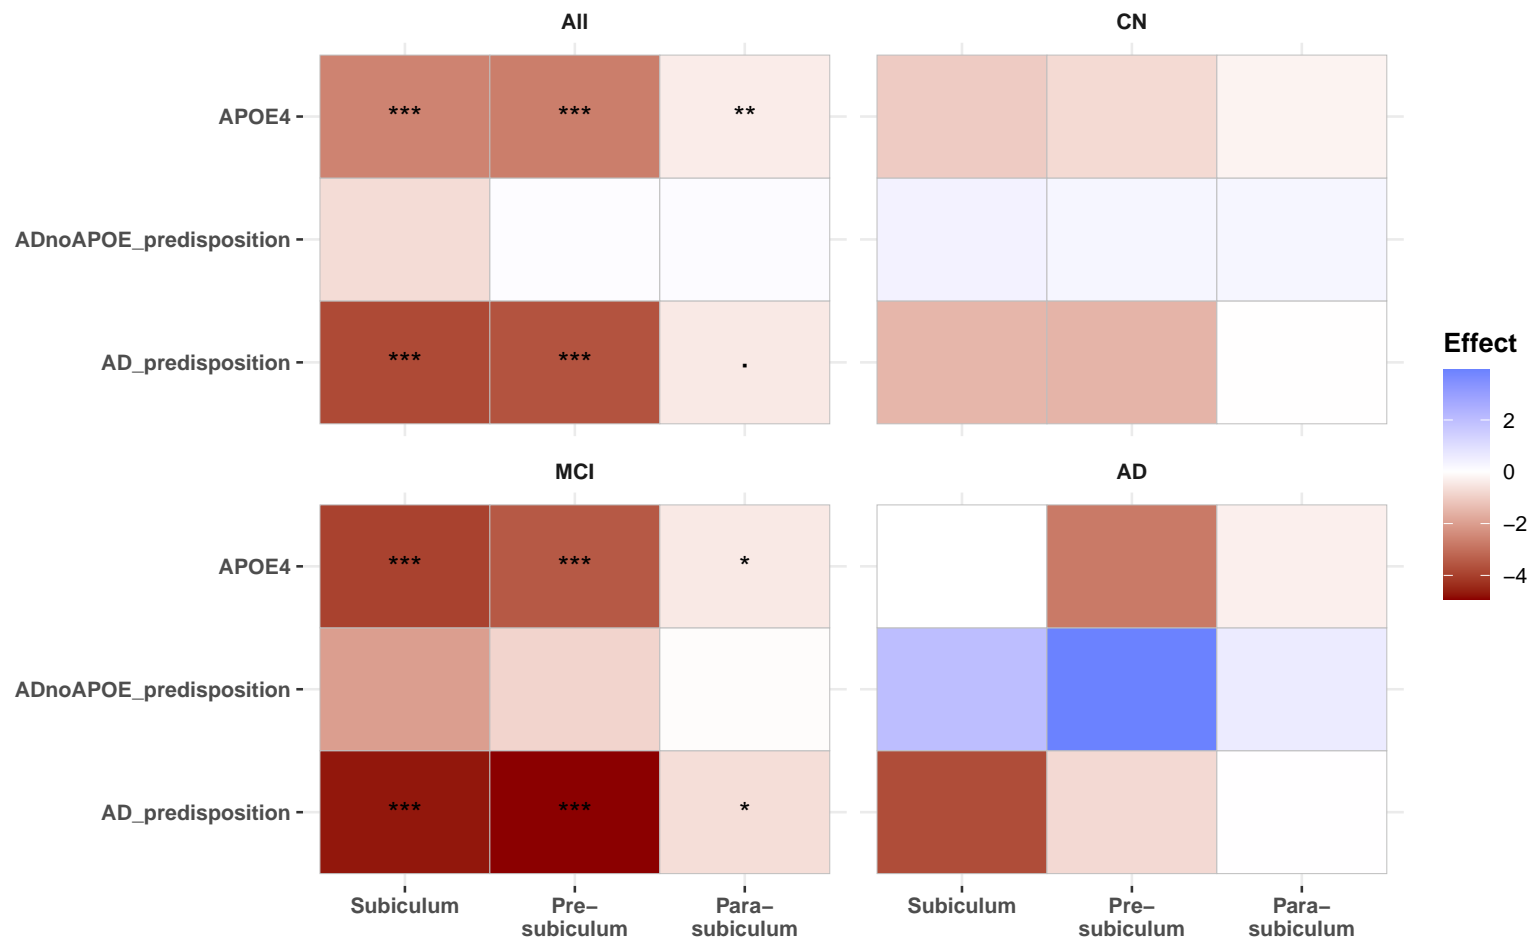 All
CN
APOE4
*** *** **
ADnoAPOE_predisposition
AD_predisposition
*** *** .
MCI
AD
APOE4
*** *** *
ADnoAPOE_predisposition
AD_predisposition
*** *** *
Subiculum
Pre−
subiculum
Para−
subiculum
Subiculum
Pre−
subiculum
Para−
subiculum
Effect
2
0
−2
−4